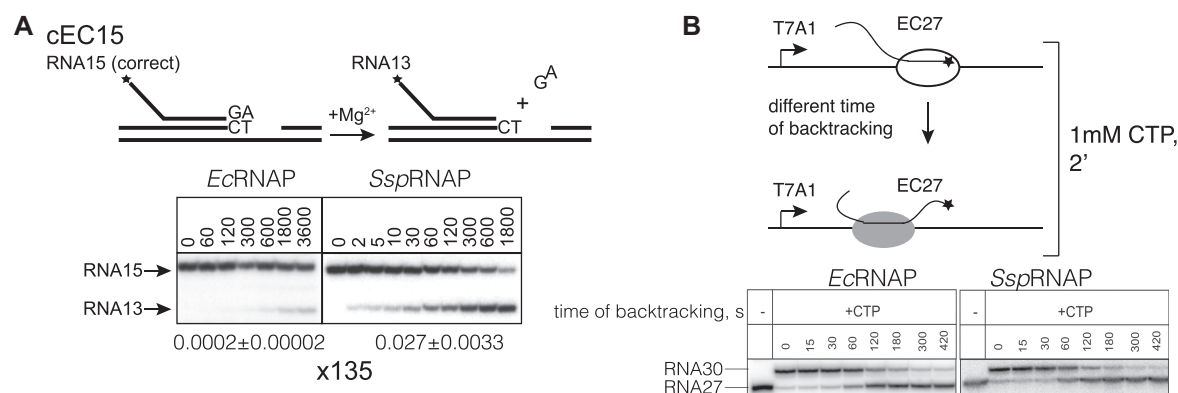 A
cEC15
RNA15 (correct)
RNA13
GA
GA
CT
+
+Mg2+
CT
EcRNAP SspRNAP
0 60 120 300 600 1800 3600 0 2 5 10 30 60 120 300 600 1800
RNA15
RNA13
0.0002±0.00002 0.027±0.0033
x135
B
T7A1 EC27
different time
of backtracking
1mM CTP,
2'
T7A1 EC27
EcRNAP SspRNAP
time of backtracking, s - +CTP - +CTP
0 15 30 60 120 180 300 420 0 15 30 60 120 180 300 420
RNA30
RNA27